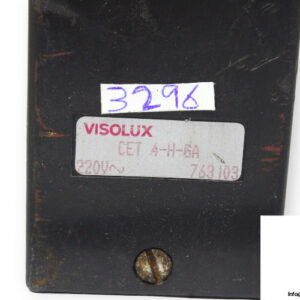 3296
VISOLUX
CET 4-H-6A
220V~ 763103